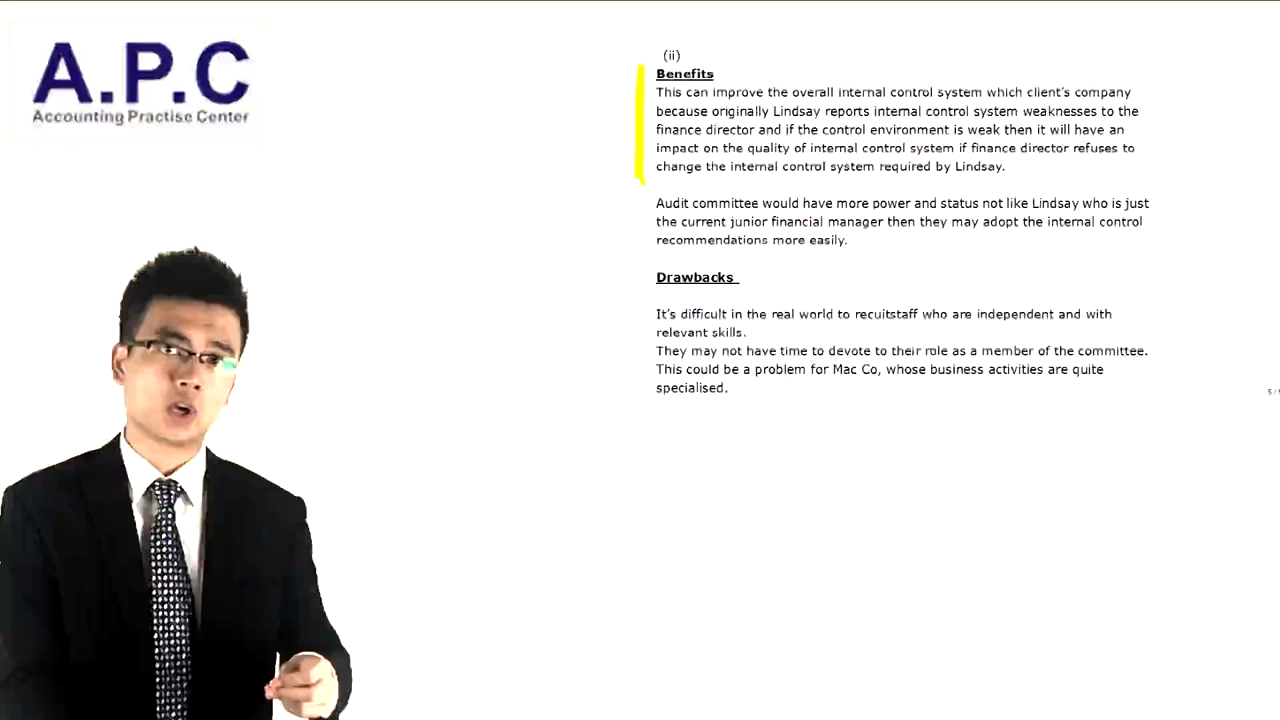 A.P.C
Accounting Practise Center
(ii)
Benefits
This can improve the overall internal control system which client's company
because originally Lindsay reports internal control system weaknesses to the
finance director and if the control environment is weak then it will have an
impact on the quality of internal control system if finance director refuses to
change the internal control system required by Lindsay.
Audit committee would have more power and status not like Lindsay who is just
the current junior financial manager then they may adopt the internal control
recommendations more easily.
Drawbacks
It's difficult in the real world to recuitstaff who are independent and with
relevant skills.
They may not have time to devote to their role as a member of the committee.
This could be a problem for Mac Co, whose business activities are quite
specialised.